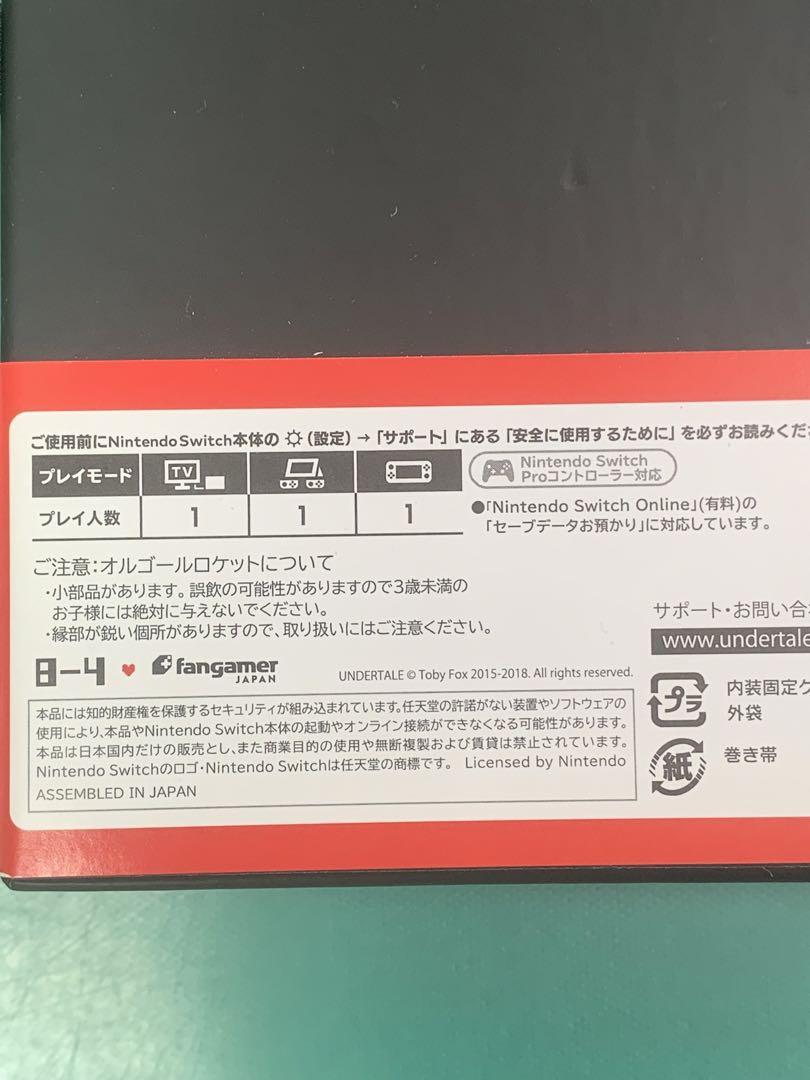 ご使用前にNintendo Switch本体の (設定) → 「サポート」にある「安全に使用するために」を必ずお読みくだ
プレイモード TV
プレイ人数 1 1 1
Nintendo Switch
Proコントローラー対応
●「Nintendo Switch Online」(有料)の
「セーブデータお預かり」に対応しています。
ご注意:オルゴールロケットについて
・小部品があります。誤飲の可能性がありますので3歳未満の
お子様には絶対に与えないでください。
・縁部が鋭い個所がありますので、取り扱いにはご注意ください。
サポート・お問い合
www.undertale
8-4 fangamer
JAPAN
UNDERTALE © Toby Fox 2015-2018. All rights reserved.
本品には知的財産権を保護するセキュリティが組み込まれています。任天堂の許諾がない装置やソフトウェアの
使用により、本品やNintendo Switch本体の起動やオンライン接続ができなくなる可能性があります。
本品は日本国内だけの販売とし、また商業目的の使用や無断複製および賃貸は禁止されています。
Nintendo Switchのロゴ・Nintendo Switchは任天堂の商標です。 Licensed by Nintendo
ASSEMBLED IN JAPAN
プラ
内装固定
外袋
紙
巻き帯